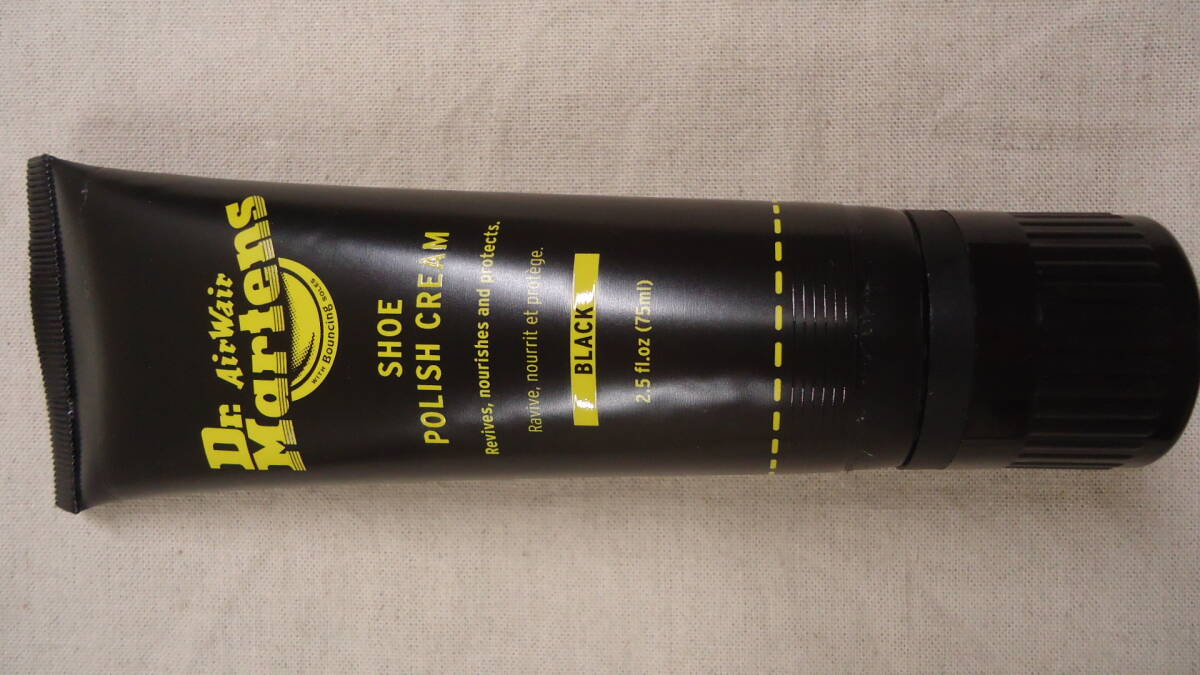 Dr. AirWair
Martens
WITH Bouncing SOLES
SHOE
POLISH CREAM
Revives, nourishes and protects.
Ravive, nourrit et protège.
BLACK
2.5 fl.oz (75ml)